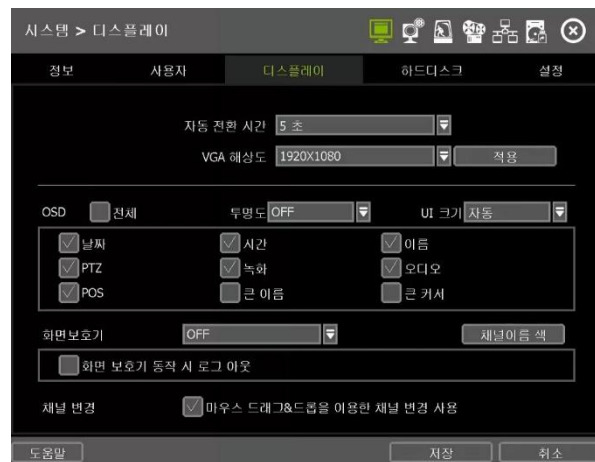 시스템 > 디스플레이
정보 사용자 디스플레이 하드디스크 설정
자동 전환 시간 5 초
VGA 해상도 1920X1080 적용
OSD 전체 투명도 OFF UI 크기 자동
날짜 시간 이름
PTZ 녹화 오디오
POS 큰 이름 큰 커서
화면보호기 OFF 채널이름 색
화면 보호기 동작 시 로그 아웃
채널 변경 마우스 드래그&드롭을 이용한 채널 변경 사용
도움말 저장 취소